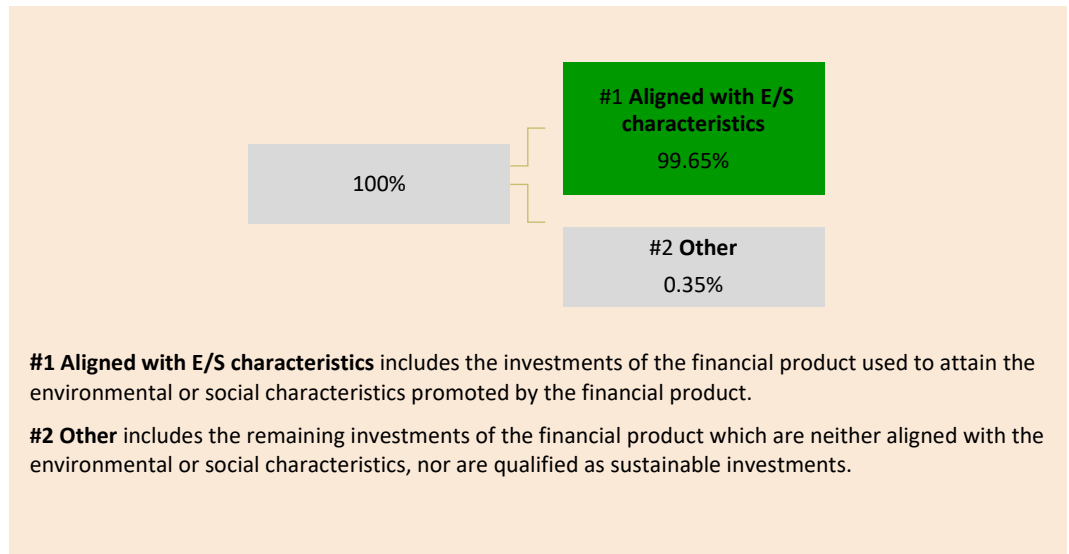 #1 Aligned with E/S
characteristics
99.65%
100%
#2 Other
0.35%
#1 Aligned with E/S characteristics includes the investments of the financial product used to attain the
environmental or social characteristics promoted by the financial product.
#2 Other includes the remaining investments of the financial product which are neither aligned with the
environmental or social characteristics, nor are qualified as sustainable investments.